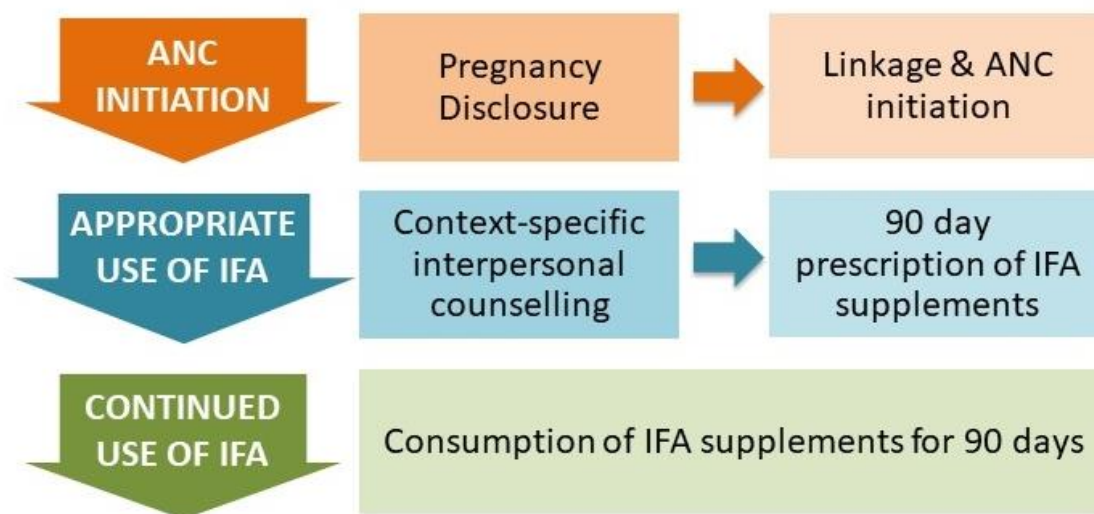 ANC
INITIATION
Pregnancy
Disclosure
Linkage & ANC
initiation
APPROPRIATE
USE OF IFA
Context-specific
interpersonal
counselling
90 day
prescription of IFA
supplements
CONTINUED
USE OF IFA
Consumption of IFA supplements for 90 days